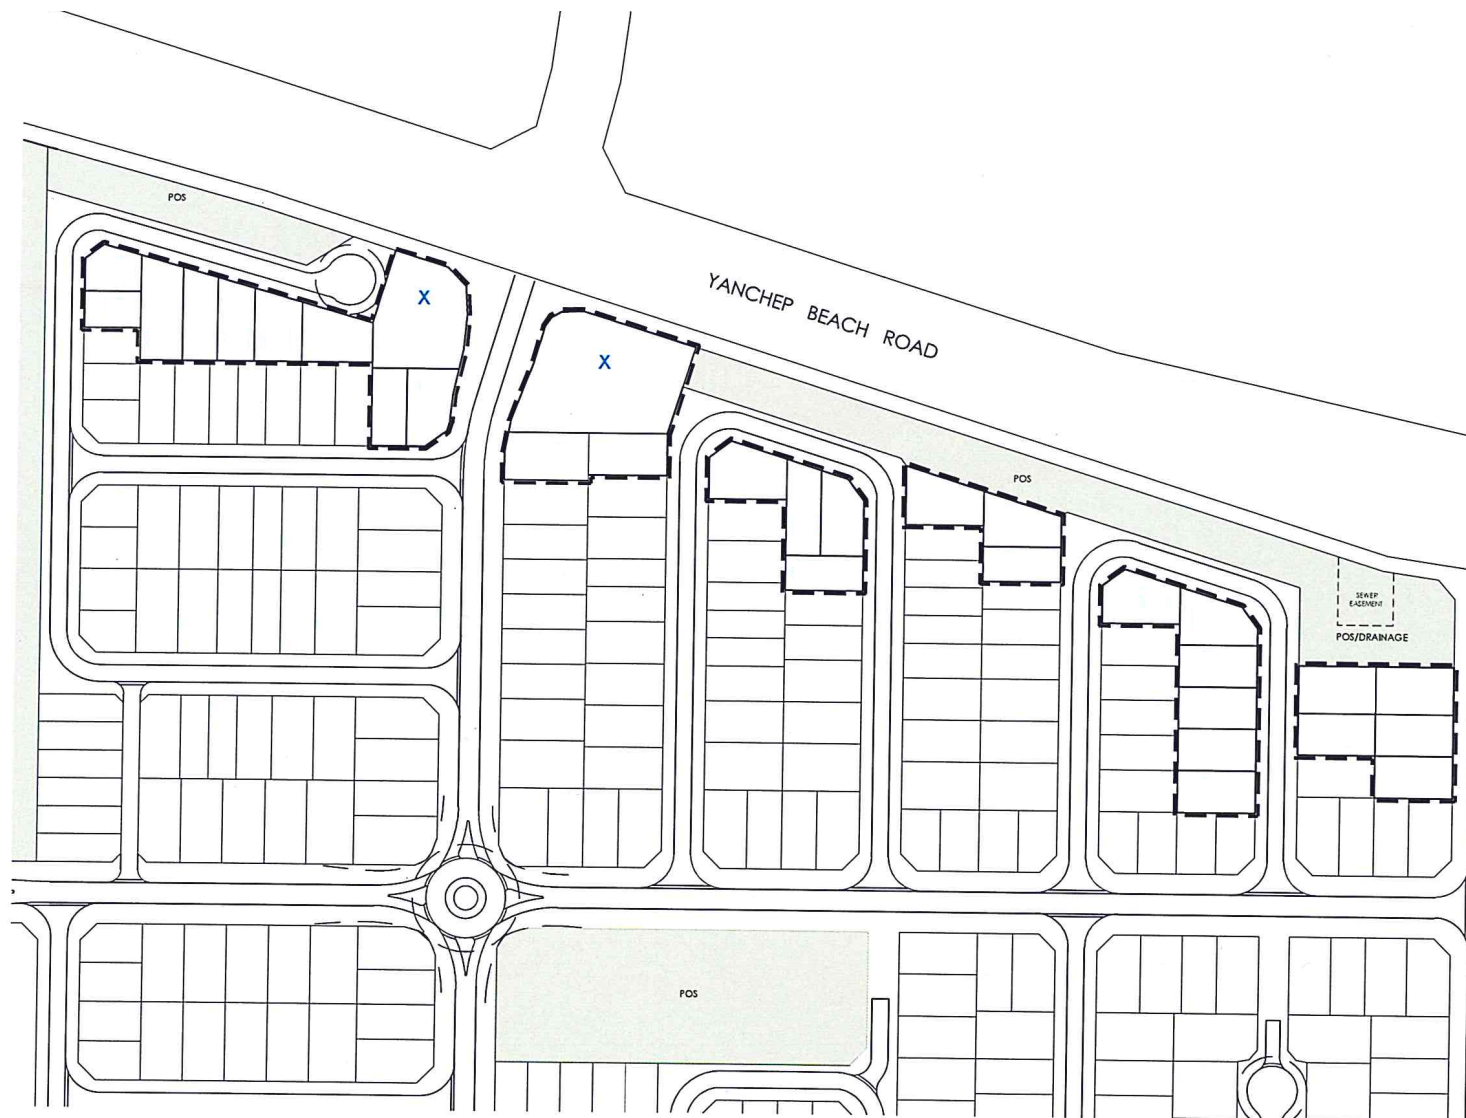 POS
X
YANCHEP BEACH ROAD
X
POS
SEWER
EASEMENT
POS/DRAINAGE
POS